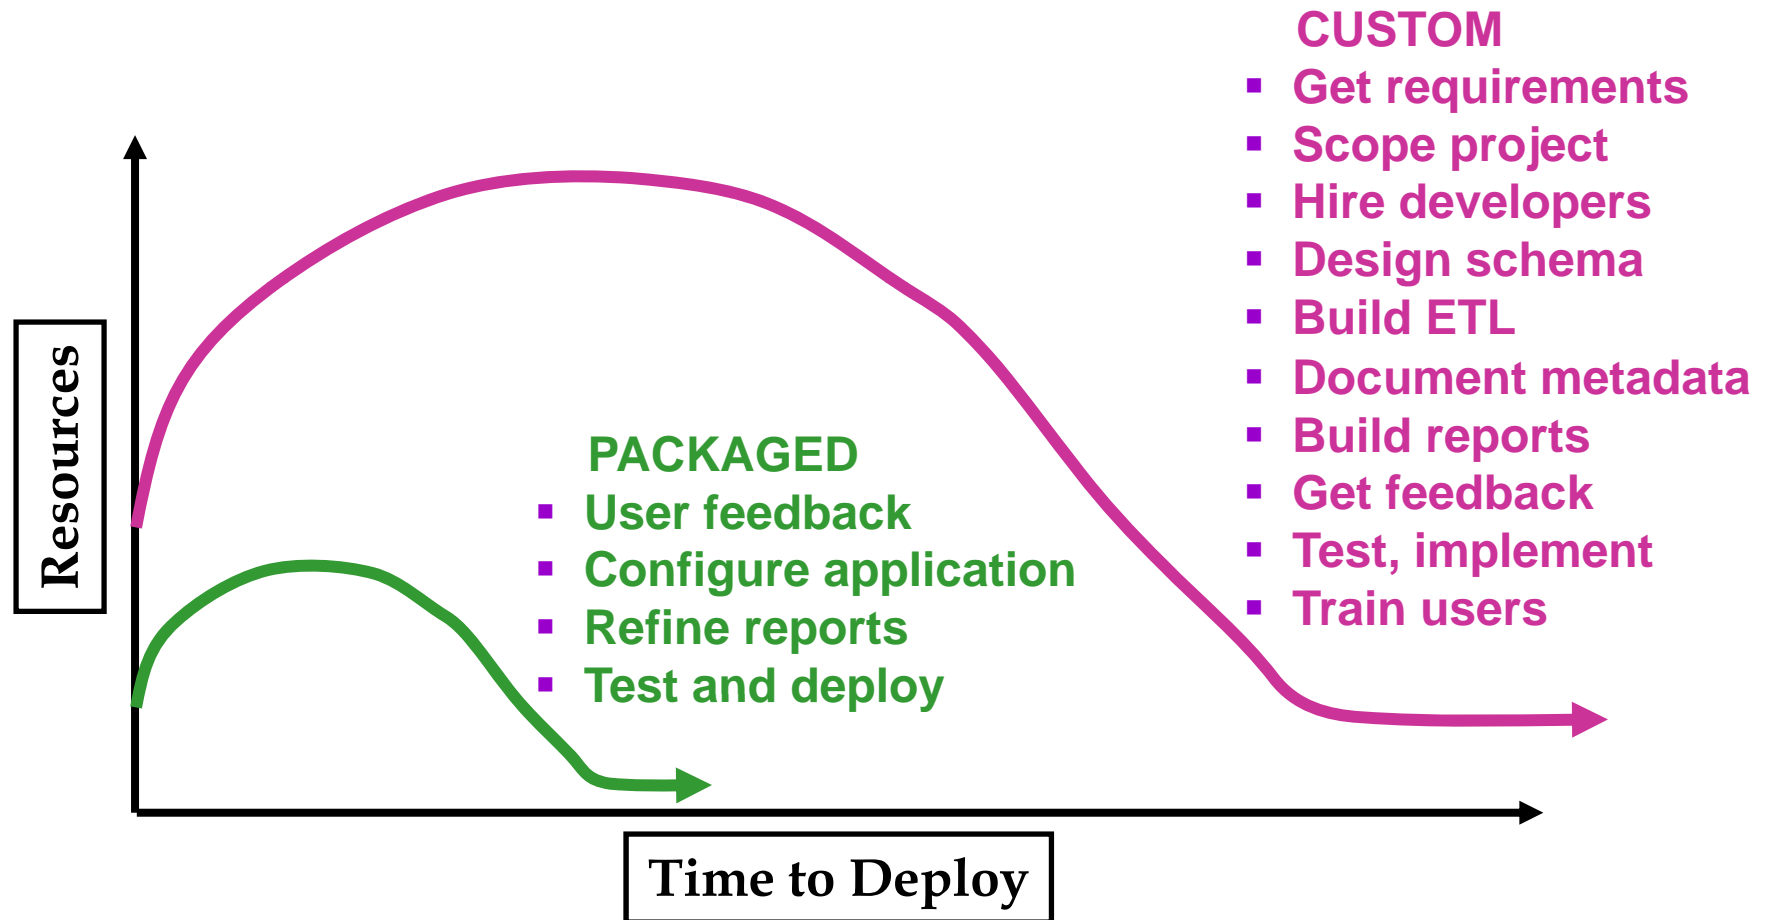 CUSTOM
Get requirements
Scope project
Hire developers
Design schema
Build ETL
Document metadata
Build reports
Get feedback
Test, implement
Train users
Resources
PACKAGED
User feedback
Configure application
Refine reports
Test and deploy
Time to Deploy